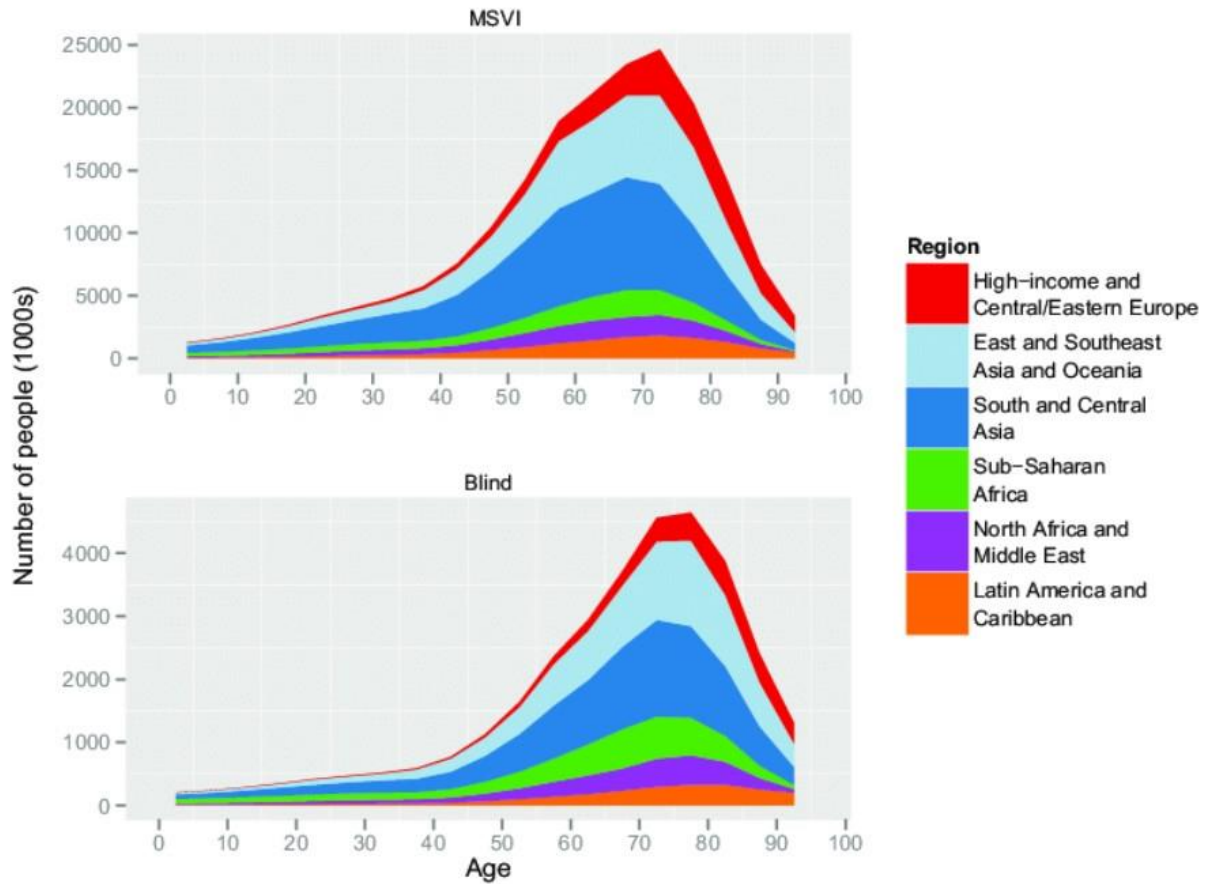 MSVI
25000
20000
15000
10000
5000
0
0 10 20 30 40 50 60 70 80 90 100
Number of people (1000s)
Blind
4000
3000
2000
1000
0
0 10 20 30 40 50 60 70 80 90 100
Age
Region
High-income and
Central/Eastern Europe
East and Southeast
Asia and Oceania
South and Central
Asia
Sub-Saharan
Africa
North Africa and
Middle East
Latin America and
Caribbean